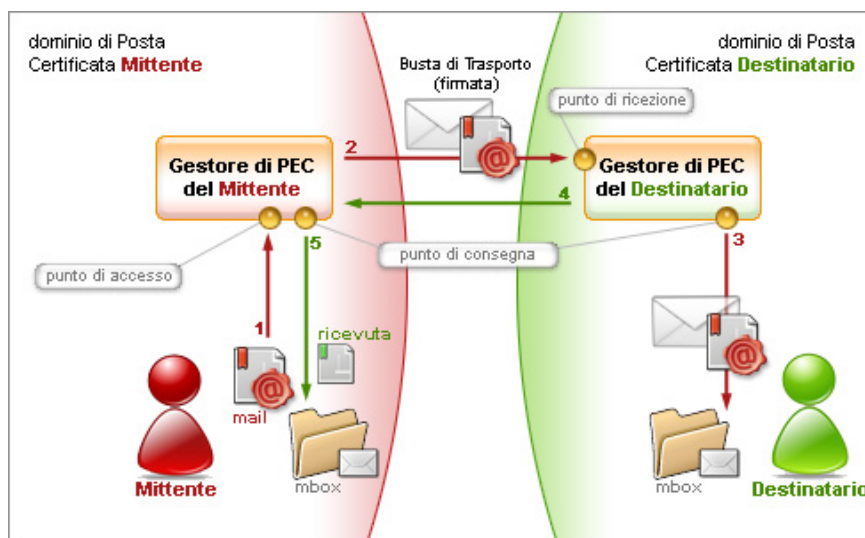 dominio di Posta
Certificata Mittente
dominio di Posta
Certificata Destinatario
Busta di Trasporto
(firmata)
punto di ricezione
2
Gestore di PEC
del Mittente
Gestore di PEC
del Destinatario
4
5
3
punto di accesso
punto di consegna
1
ricevuta
@
@
@
mail
mbox
mbox
Mittente
Destinatario